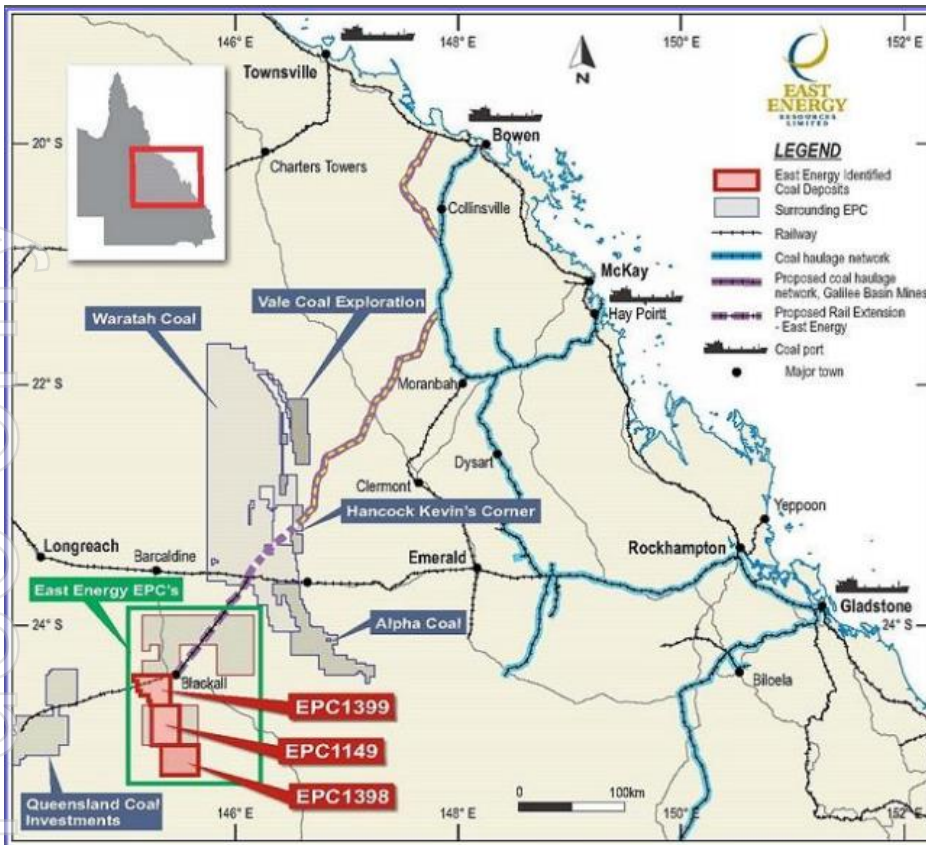 146° E
148° E
150° E
152° E
Townsville
N
EAST
ENERGY
RESOURCES
LIMITED
Bowen
20° S
Charters Towers
LEGEND
East Energy Identified
Coal Deposits
Surrounding EPC
Railway
Coal haulage network
Proposed coal haulage
network, Galilee Basin Mines
Proposed Rail Extension
- East Energy
Coal port
Major town
Collinsville
McKay
Hay Point
Vale Coal Exploration
Waratah Coal
22° S
Moranbah
Dysart
Clermont
Hancock Kevin's Corner
Yeppoon
Longreach
Barcaldine
Emerald
Rockhampton
East Energy EPC's
Gladstone
24° S
24° S
Alpha Coal
Blackall
Biloela
EPC1399
EPC1149
EPC1398
Queensland Coal
Investments
0
100km
146° E
148° E
150° E
152° E